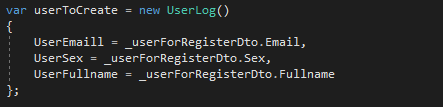 var userToCreate = new UserLog()
{
UserEmaill = _userForRegisterDto.Email,
UserSex = _userForRegisterDto.Sex,
UserFullname = _userForRegisterDto.Fullname
};